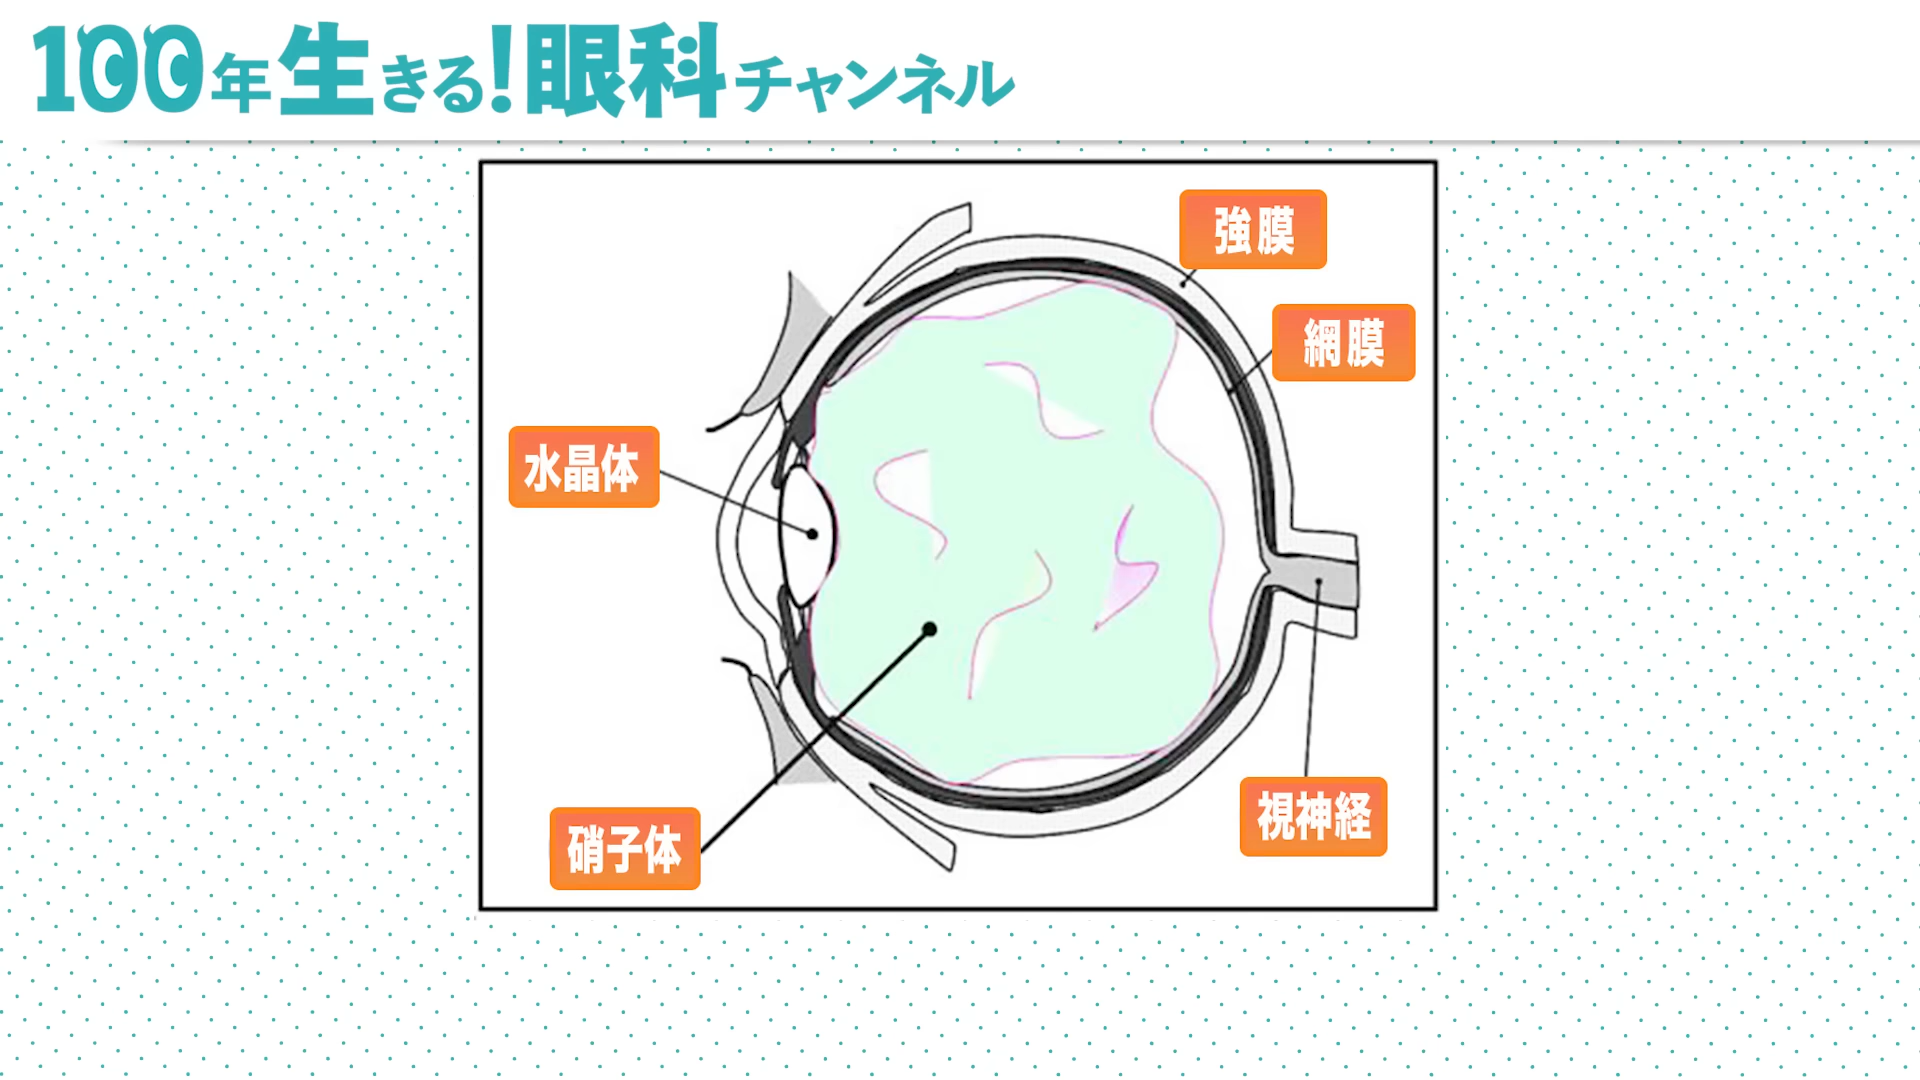 100年生きる!眼科チャンネル
強膜
網膜
水晶体
硝子体
視神経